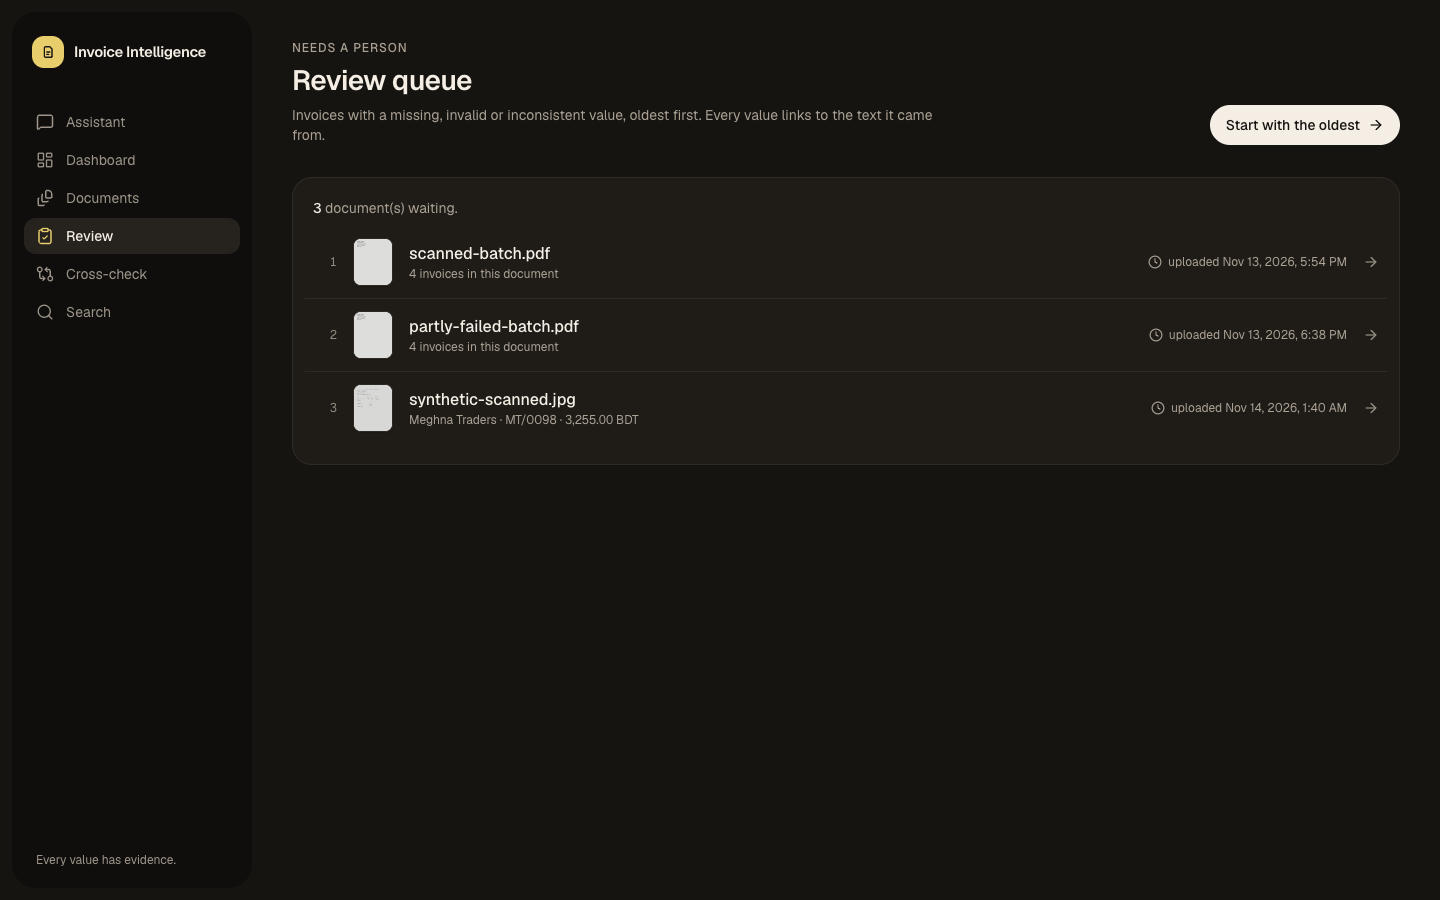 Invoice Intelligence
Assistant
Dashboard
Documents
Review
Cross-check
Search
Every value has evidence.
NEEDS A PERSON
Review queue
Invoices with a missing, invalid or inconsistent value, oldest first. Every value links to the text it came
from.
Start with the oldest
3 document(s) waiting.
1
scanned-batch.pdf
4 invoices in this document
uploaded Nov 13, 2026, 5:54 PM
2
partly-failed-batch.pdf
4 invoices in this document
uploaded Nov 13, 2026, 6:38 PM
3
synthetic-scanned.jpg
Meghna Traders · MT/0098 · 3,255.00 BDT
uploaded Nov 14, 2026, 1:40 AM